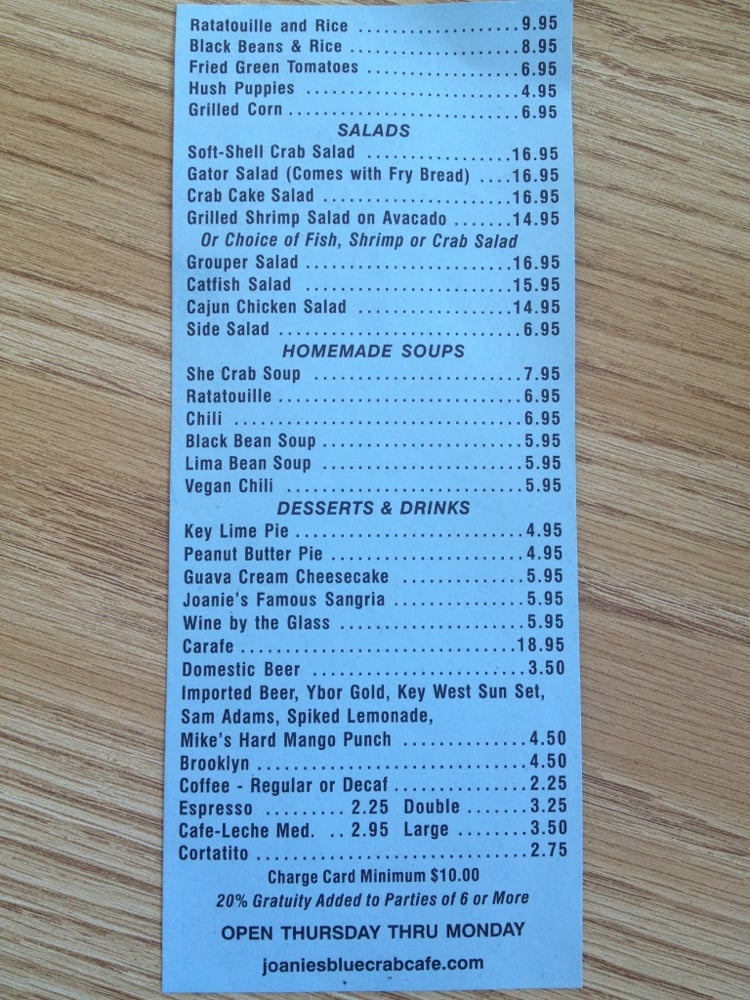 Ratatouille and Rice ................... 9.95
Black Beans & Rice .................... 8.95
Fried Green Tomatoes .................. 6.95
Hush Puppies .......................... 4.95
Grilled Corn ............................ 6.95
SALADS
Soft-Shell Crab Salad ................. 16.95
Gator Salad (Comes with Fry Bread) .... 16.95
Crab Cake Salad ...................... 16.95
Grilled Shrimp Salad on Avacado ....... 14.95
Or Choice of Fish, Shrimp or Crab Salad
Grouper Salad ........................ 16.95
Catfish Salad ........................ 15.95
Cajun Chicken Salad .................. 14.95
Side Salad ............................. 6.95
HOMEMADE SOUPS
She Crab Soup ........................ 7.95
Ratatouille ............................. 6.95
Chili .................................. 6.95
Black Bean Soup ........................ 5.95
Lima Bean Soup ........................ 5.95
Vegan Chili ............................ 5.95
DESSERTS & DRINKS
Key Lime Pie ........................... 4.95
Peanut Butter Pie ....................... 4.95
Guava Cream Cheesecake .............. 5.95
Joanie's Famous Sangria ............... 5.95
Wine by the Glass ...................... 5.95
Carafe ................................ 18.95
Domestic Beer ......................... 3.50
Imported Beer, Ybor Gold, Key West Sun Set,
Sam Adams, Spiked Lemonade,
Mike's Hard Mango Punch .............. 4.50
Brooklyn ............................... 4.50
Coffee - Regular or Decaf ................ 2.25
Espresso ......... 2.25 Double ....... 3.25
Cafe-Leche Med. .. 2.95 Large ........ 3.50
Cortatito ................................ 2.75
Charge Card Minimum $10.00
20% Gratuity Added to Parties of 6 or More
OPEN THURSDAY THRU MONDAY
joaniesbluecrabcafe.com